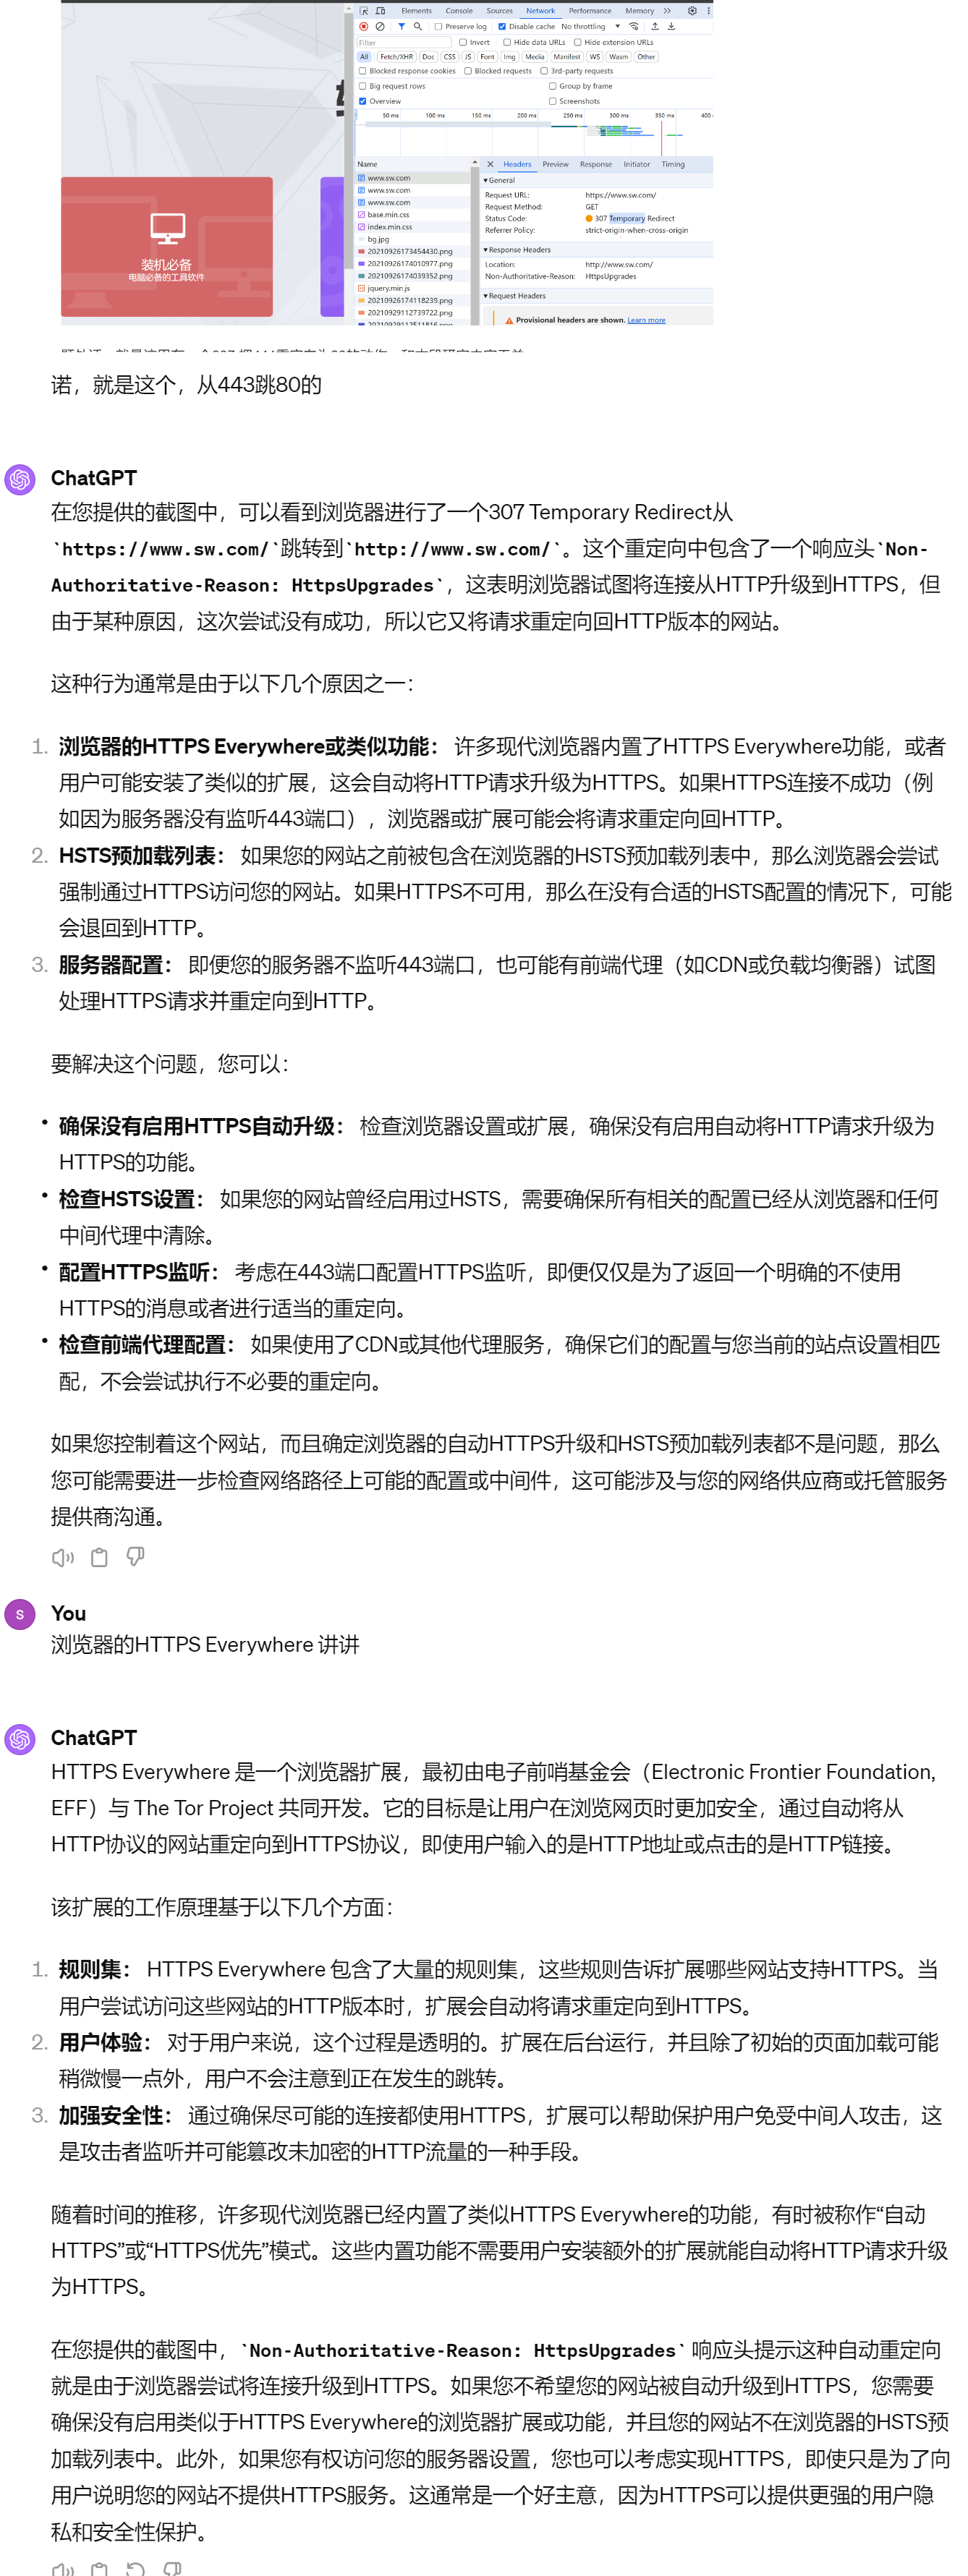 Elements Console Sources Network Performance Memory
Preserve log Disable cache No throttling
Filter Invert Hide data URLs Hide extension URLs
All Fetch/XHR Doc CSS JS Font Img Media Manifest WS Wasm Other
Blocked response cookies Blocked requests 3rd-party requests
Big request rows Group by frame
Overview Screenshots
50 ms 100 ms 150 ms 200 ms 250 ms 300 ms 350 ms 400
Name Headers Preview Response Initiator Timing
General
www.sw.com
www.sw.com
www.sw.com
base.min.css
index.min.css
bg.jpg
20210926173454430.png
20210926174010977.png
20210926174039352.png
jquery.min.js
20210926174118239.png
20210929112739722.png
Request URL: https://www.sw.com/
Request Method: GET
Status Code: 307 Temporary Redirect
Referrer Policy: strict-origin-when-cross-origin
Response Headers
Location: http://www.sw.com/
Non-Authoritative-Reason: HttpsUpgrades
Request Headers
Provisional headers are shown. Learn more
装机必备
电脑必备的工具软件
诺，就是这个，从443跳80的
ChatGPT
在您提供的截图中，可以看到浏览器进行了一个307 Temporary Redirect从
`https://www.sw.com/`跳转到`http://www.sw.com/`。这个重定向中包含了一个响应头`Non-
Authoritative-Reason: HttpsUpgrades`，这表明浏览器试图将连接从HTTP升级到HTTPS，但
由于某种原因，这次尝试没有成功，所以它又将请求重定向回HTTP版本的网站。
这种行为通常是由于以下几个原因之一：
1. 浏览器的HTTPS Everywhere或类似功能： 许多现代浏览器内置了HTTPS Everywhere功能，或者
用户可能安装了类似的扩展，这会自动将HTTP请求升级为HTTPS。如果HTTPS连接不成功（例
如因为服务器没有监听443端口），浏览器或扩展可能会将请求重定向回HTTP。
2. HSTS预加载列表： 如果您的网站之前被包含在浏览器的HSTS预加载列表中，那么浏览器会尝试
强制通过HTTPS访问您的网站。如果HTTPS不可用，那么在没有合适的HSTS配置的情况下，可能
会退回到HTTP。
3. 服务器配置： 即便您的服务器不监听443端口，也可能有前端代理（如CDN或负载均衡器）试图
处理HTTPS请求并重定向到HTTP。
要解决这个问题，您可以：
• 确保没有启用HTTPS自动升级： 检查浏览器设置或扩展，确保没有启用自动将HTTP请求升级为
HTTPS的功能。
• 检查HSTS设置： 如果您的网站曾经启用过HSTS，需要确保所有相关的配置已经从浏览器和任何
中间代理中清除。
• 配置HTTPS监听： 考虑在443端口配置HTTPS监听，即便仅仅是为了返回一个明确的不使用
HTTPS的消息或者进行适当的重定向。
• 检查前端代理配置： 如果使用了CDN或其他代理服务，确保它们的配置与您当前的站点设置相匹
配，不会尝试执行不必要的重定向。
如果您控制着这个网站，而且确定浏览器的自动HTTPS升级和HSTS预加载列表都不是问题，那么
您可能需要进一步检查网络路径上可能的配置或中间件，这可能涉及与您的网络供应商或托管服务
提供商沟通。
S You
浏览器的HTTPS Everywhere 讲讲
ChatGPT
HTTPS Everywhere 是一个浏览器扩展，最初由电子前哨基金会（Electronic Frontier Foundation,
EFF）与 The Tor Project 共同开发。它的目标是让用户在浏览网页时更加安全，通过自动将从
HTTP协议的网站重定向到HTTPS协议，即使用户输入的是HTTP地址或点击的是HTTP链接。
该扩展的工作原理基于以下几个方面：
1. 规则集： HTTPS Everywhere 包含了大量的规则集，这些规则告诉扩展哪些网站支持HTTPS。当
用户尝试访问这些网站的HTTP版本时，扩展会自动将请求重定向到HTTPS。
2. 用户体验： 对于用户来说，这个过程是透明的。扩展在后台运行，并且除了初始的页面加载可能
稍微慢一点外，用户不会注意到正在发生的跳转。
3. 加强安全性： 通过确保尽可能的连接都使用HTTPS，扩展可以帮助保护用户免受中间人攻击，这
是攻击者监听并可能篡改未加密的HTTP流量的一种手段。
随着时间的推移，许多现代浏览器已经内置了类似HTTPS Everywhere的功能，有时被称作“自动
HTTPS”或“HTTPS优先”模式。这些内置功能不需要用户安装额外的扩展就能自动将HTTP请求升级
为HTTPS。
在您提供的截图中，`Non-Authoritative-Reason: HttpsUpgrades` 响应头提示这种自动重定向
就是由于浏览器尝试将连接升级到HTTPS。如果您不希望您的网站被自动升级到HTTPS，您需要
确保没有启用类似于HTTPS Everywhere的浏览器扩展或功能，并且您的网站不在浏览器的HSTS预
加载列表中。此外，如果您有权访问您的服务器设置，您也可以考虑实现HTTPS，即使只是为了向
用户说明您的网站不提供HTTPS服务。这通常是一个好主意，因为HTTPS可以提供更强的用户隐
私和安全性保护。